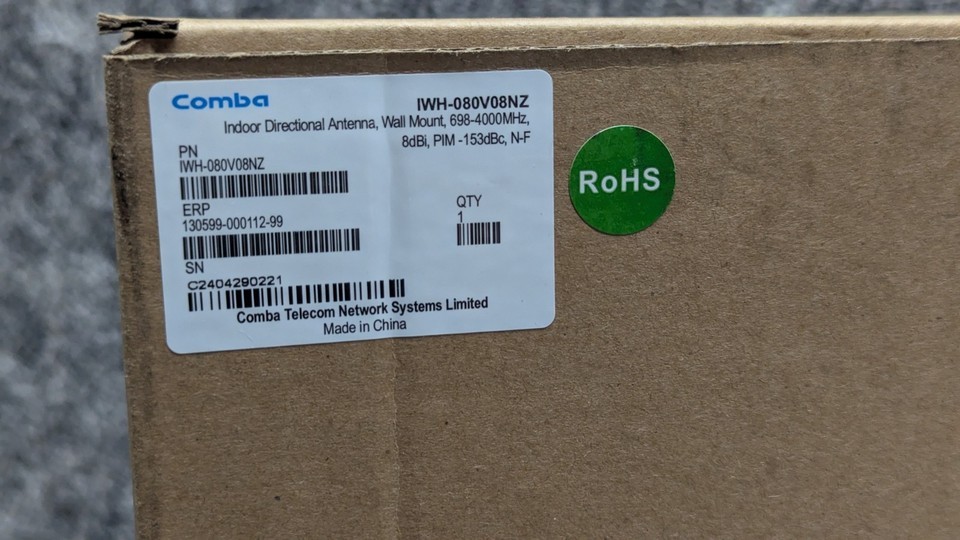 Comba
IWH-080V08NZ
Indoor Directional Antenna, Wall Mount, 698-4000MHz,
8dBi, PIM -153dBc, N-F
PN
IWH-080V08NZ
ERP
130599-000112-99
QTY
1
SN
C2404290221
Comba Telecom Network Systems Limited
Made in China
RoHS